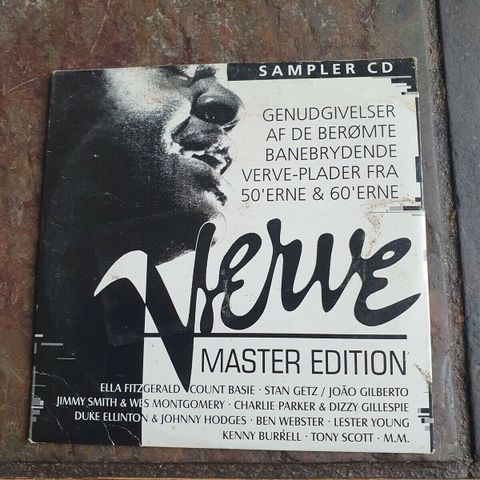 SAMPLER CD
GENUDGIVELSER
AF DE BERØMTE
BANEBRYDENDE
VERVE-PLADER FRA
50'ERNE & 60'ERNE
Verve
MASTER EDITION
ELLA FITZGERALD · COUNT BASIE · STAN GETZ / JOÃO GILBERTO
JIMMY SMITH & WES MONTGOMERY · CHARLIE PARKER & DIZZY GILLESPIE
DUKE ELLINTON & JOHNNY HODGES · BEN WEBSTER · LESTER YOUNG
KENNY BURRELL · TONY SCOTT · M.M.